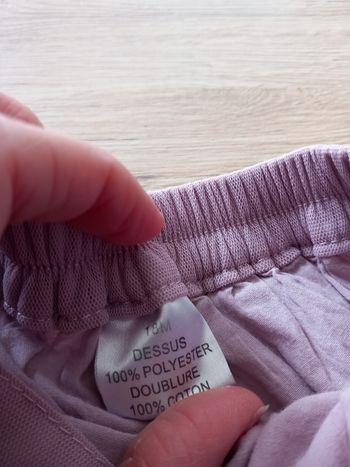 18M
DESSUS
100% POLYESTER
DOUBLURE
100% COTON